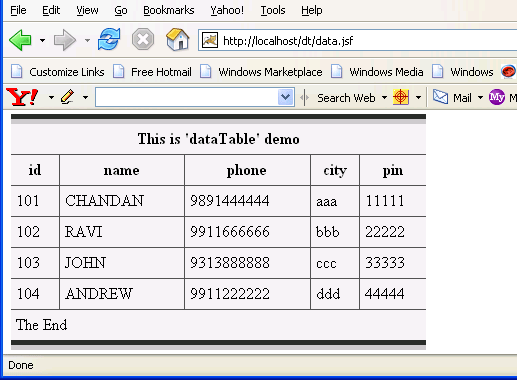 File Edit View Go Bookmarks Yahoo! Tools Help
http://localhost/dt/data.jsf
Customize Links Free Hotmail Windows Marketplace Windows Media Windows
Y! Search Web Mail My M
This is 'dataTable' demo
id name phone city pin
101 CHANDAN 9891444444 aaa 11111
102 RAVI 9911666666 bbb 22222
103 JOHN 9313888888 ccc 33333
104 ANDREW 9911222222 ddd 44444
The End
Done